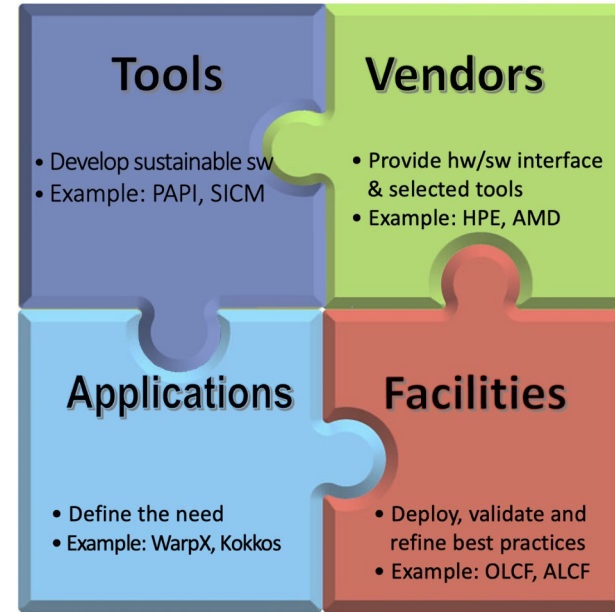 Tools
• Develop sustainable sw
• Example: PAPI, SICM
Vendors
• Provide hw/sw interface
& selected tools
• Example: HPE, AMD
Applications
• Define the need
• Example: WarpX, Kokkos
Facilities
• Deploy, validate and
refine best practices
• Example: OLCF, ALCF